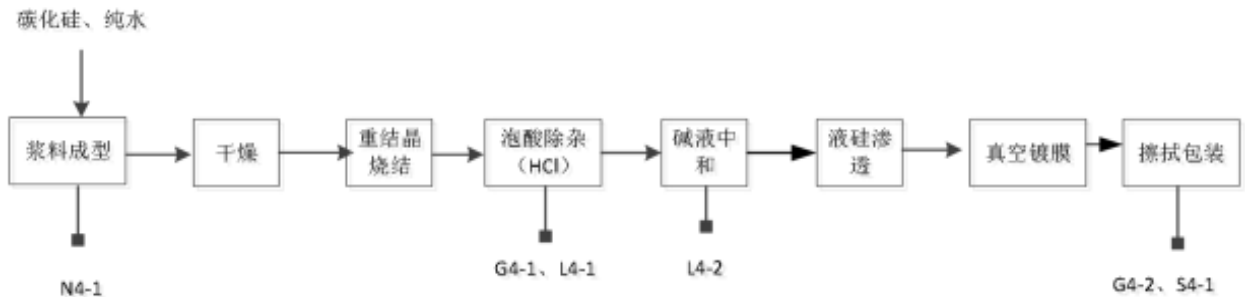 碳化硅、纯水
浆料成型
干燥
重结晶
烧结
泡酸除杂
（HCl）
碱液中
和
液硅渗
透
真空镀膜
擦拭包装
N4-1
G4-1、L4-1
L4-2
G4-2、S4-1